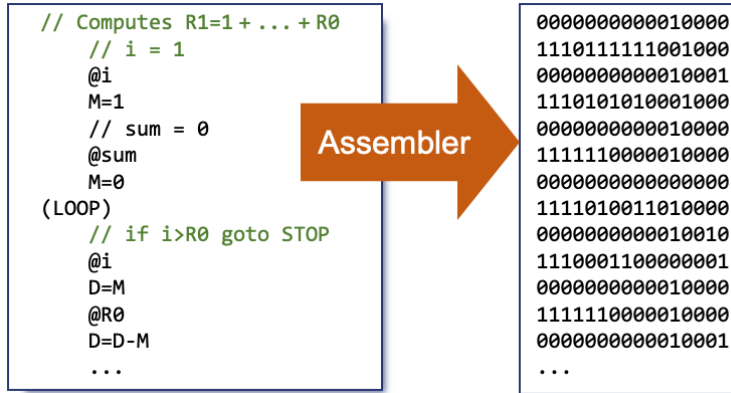 // Computes R1=1 + ... + R0
// i = 1
@i
M=1
// sum = 0
@sum
M=0
(LOOP)
// if i>R0 goto STOP
@i
D=M
@R0
D=D-M
...
Assembler
0000000000010000
1110111111001000
0000000000010001
1110101010001000
0000000000010000
1111110000010000
0000000000000000
1111010011010000
0000000000010010
1110001100000001
0000000000010000
1111110000010000
0000000000010001
...